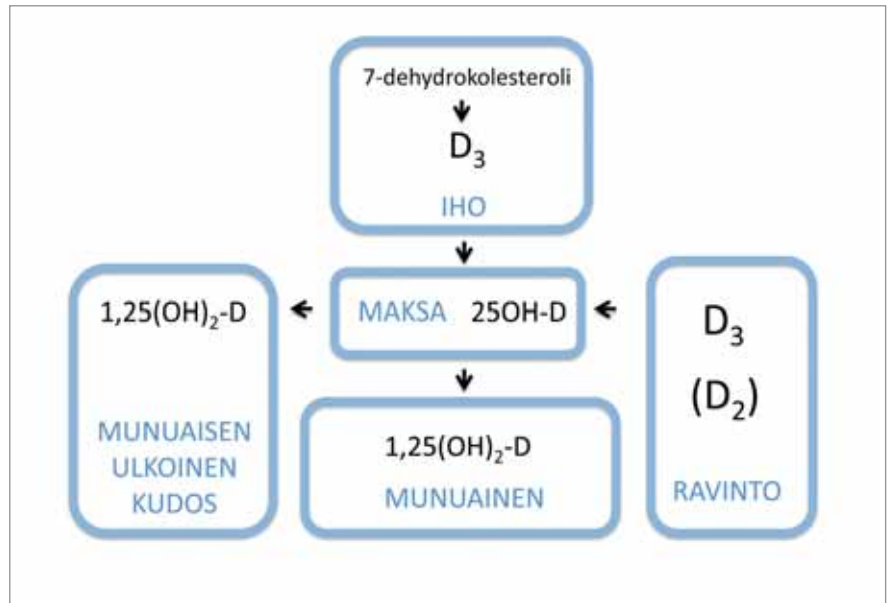 7-dehydrokolesteroli
D₃
IHO
1,25(OH)₂-D
MUNUAISEN
ULKOINEN
KUDOS
MAKSA 25OH-D
1,25(OH)₂-D
MUNUAINEN
D₃
(D₂)
RAVINTO